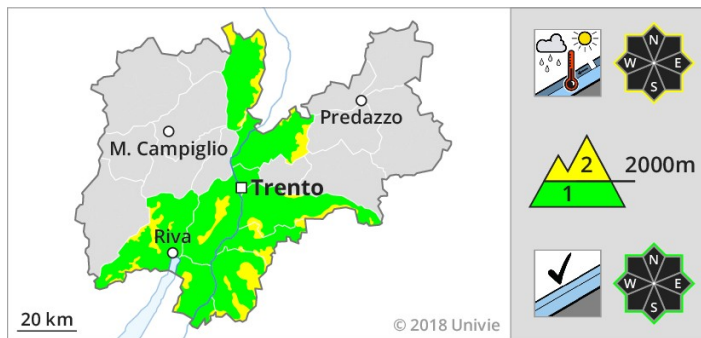 Predazzo
M. Campiglio
Trento
Riva
20 km
© 2018 Univie
N
W E
S
2 2000m
1
N
W E
S